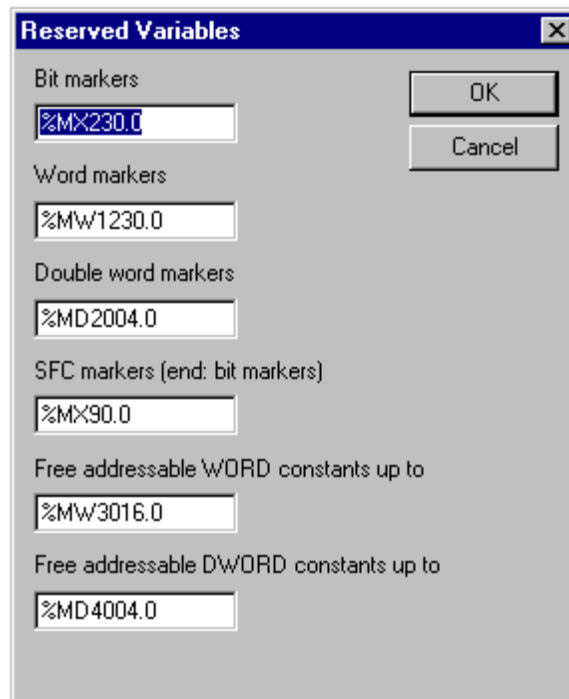 Reserved Variables
Bit markers
OK
%MX230.0
Cancel
Word markers
%MW1230.0
Double word markers
%MD2004.0
SFC markers (end: bit markers)
%MX90.0
Free addressable WORD constants up to
%MW3016.0
Free addressable DWORD constants up to
%MD4004.0